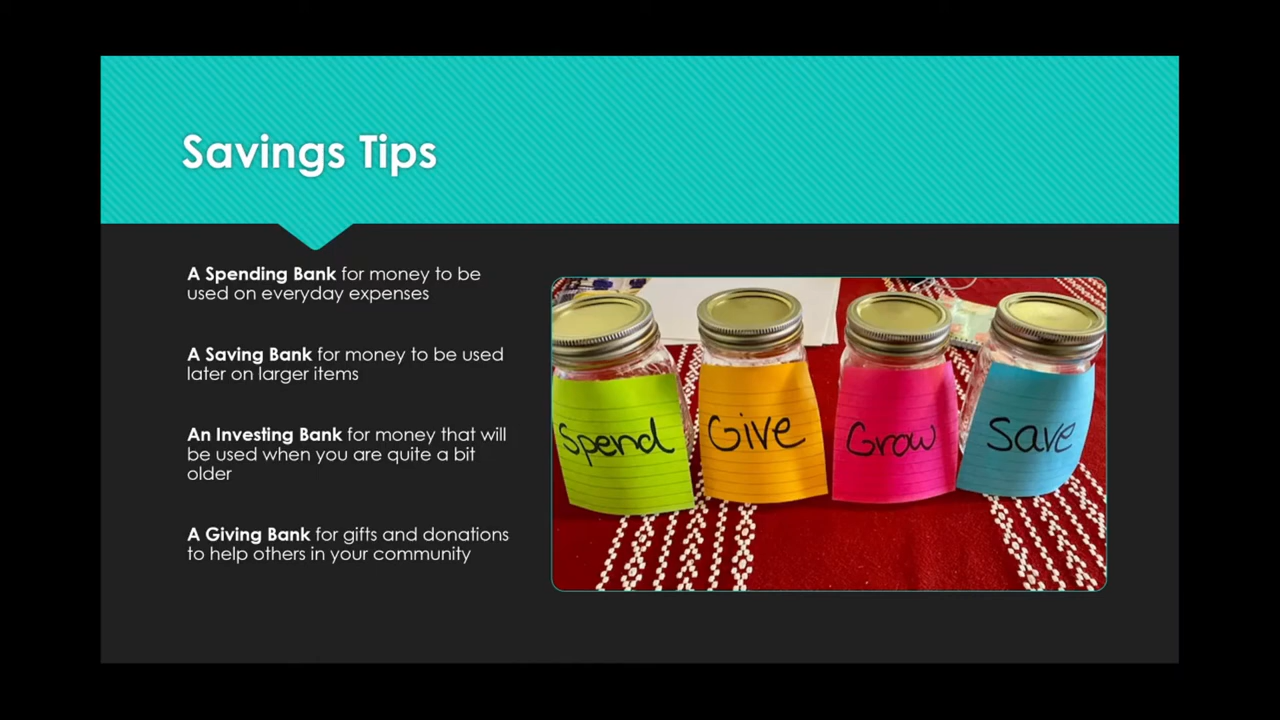 Savings Tips
A Spending Bank for money to be
used on everyday expenses
A Saving Bank for money to be used
later on larger items
An Investing Bank for money that will
be used when you are quite a bit
older
A Giving Bank for gifts and donations
to help others in your community
Spend
Give
Grow
Save